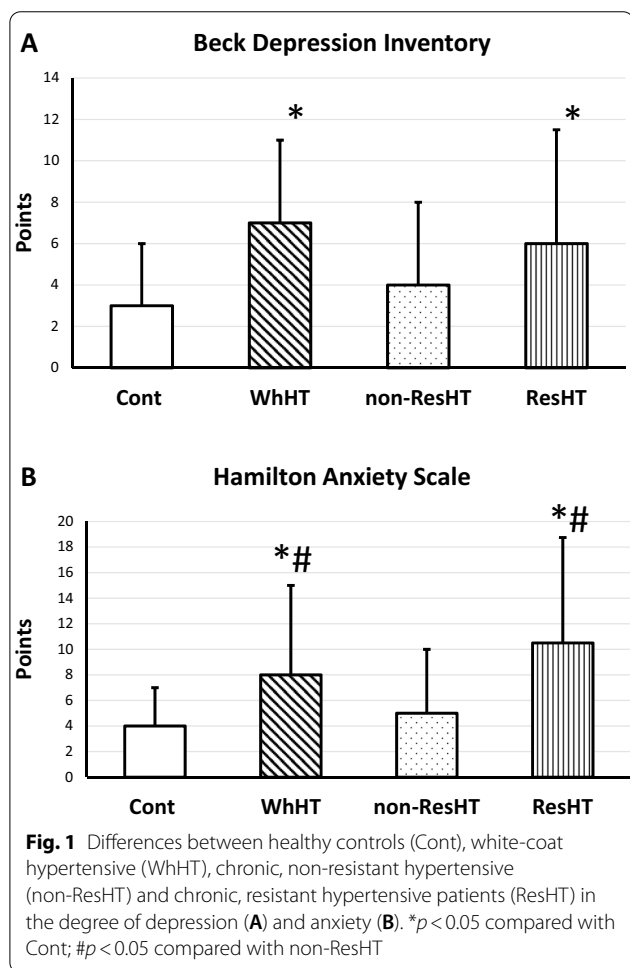 A
Beck Depression Inventory
14
12
10
8
6
4
2
0
Points
* *
Cont WhHT non-ResHT ResHT
B
Hamilton Anxiety Scale
20
18
16
14
12
10
8
6
4
2
0
Points
*# *#
Cont WhHT non-ResHT ResHT
Fig. 1 Differences between healthy controls (Cont), white-coat
hypertensive (WhHT), chronic, non-resistant hypertensive
(non-ResHT) and chronic, resistant hypertensive patients (ResHT) in
the degree of depression (A) and anxiety (B). *p < 0.05 compared with
Cont; #p < 0.05 compared with non-ResHT